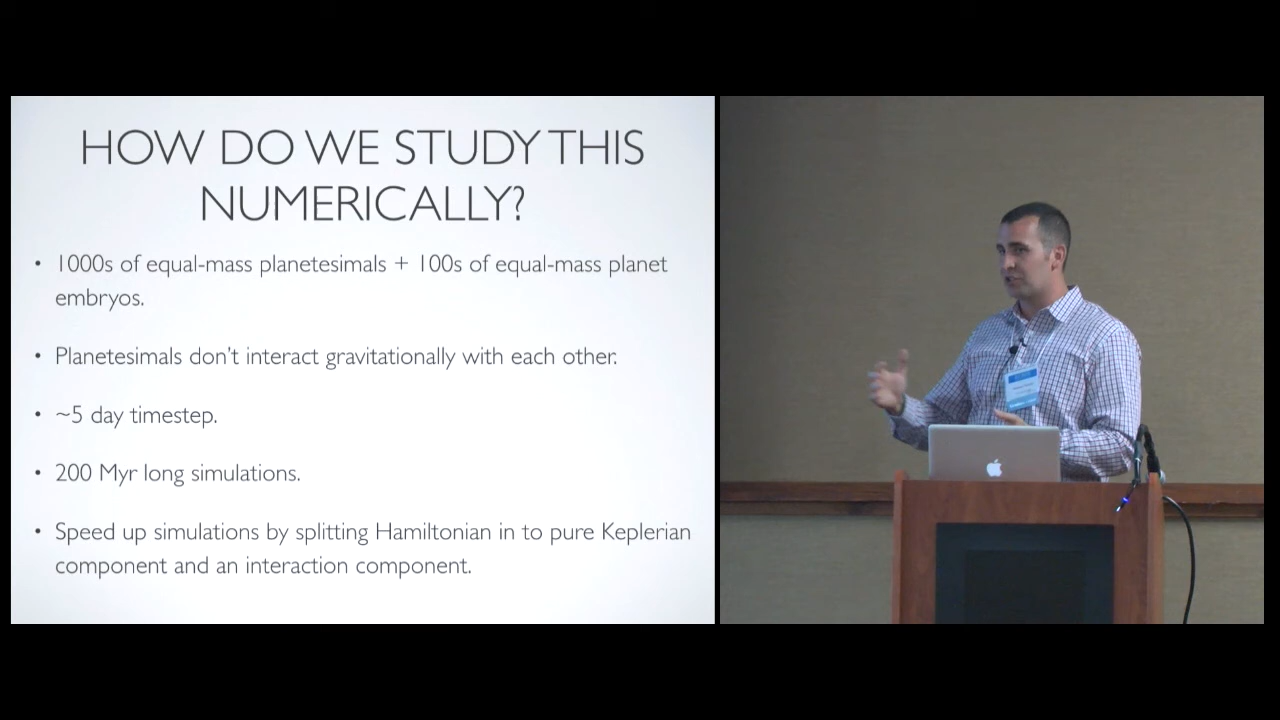 HOW DO WE STUDY THIS
NUMERICALLY?
• 1000s of equal-mass planetesimals + 100s of equal-mass planet
embryos.
• Planetesimals don't interact gravitationally with each other.
• ~5 day timestep.
• 200 Myr long simulations.
• Speed up simulations by splitting Hamiltonian in to pure Keplerian
component and an interaction component.